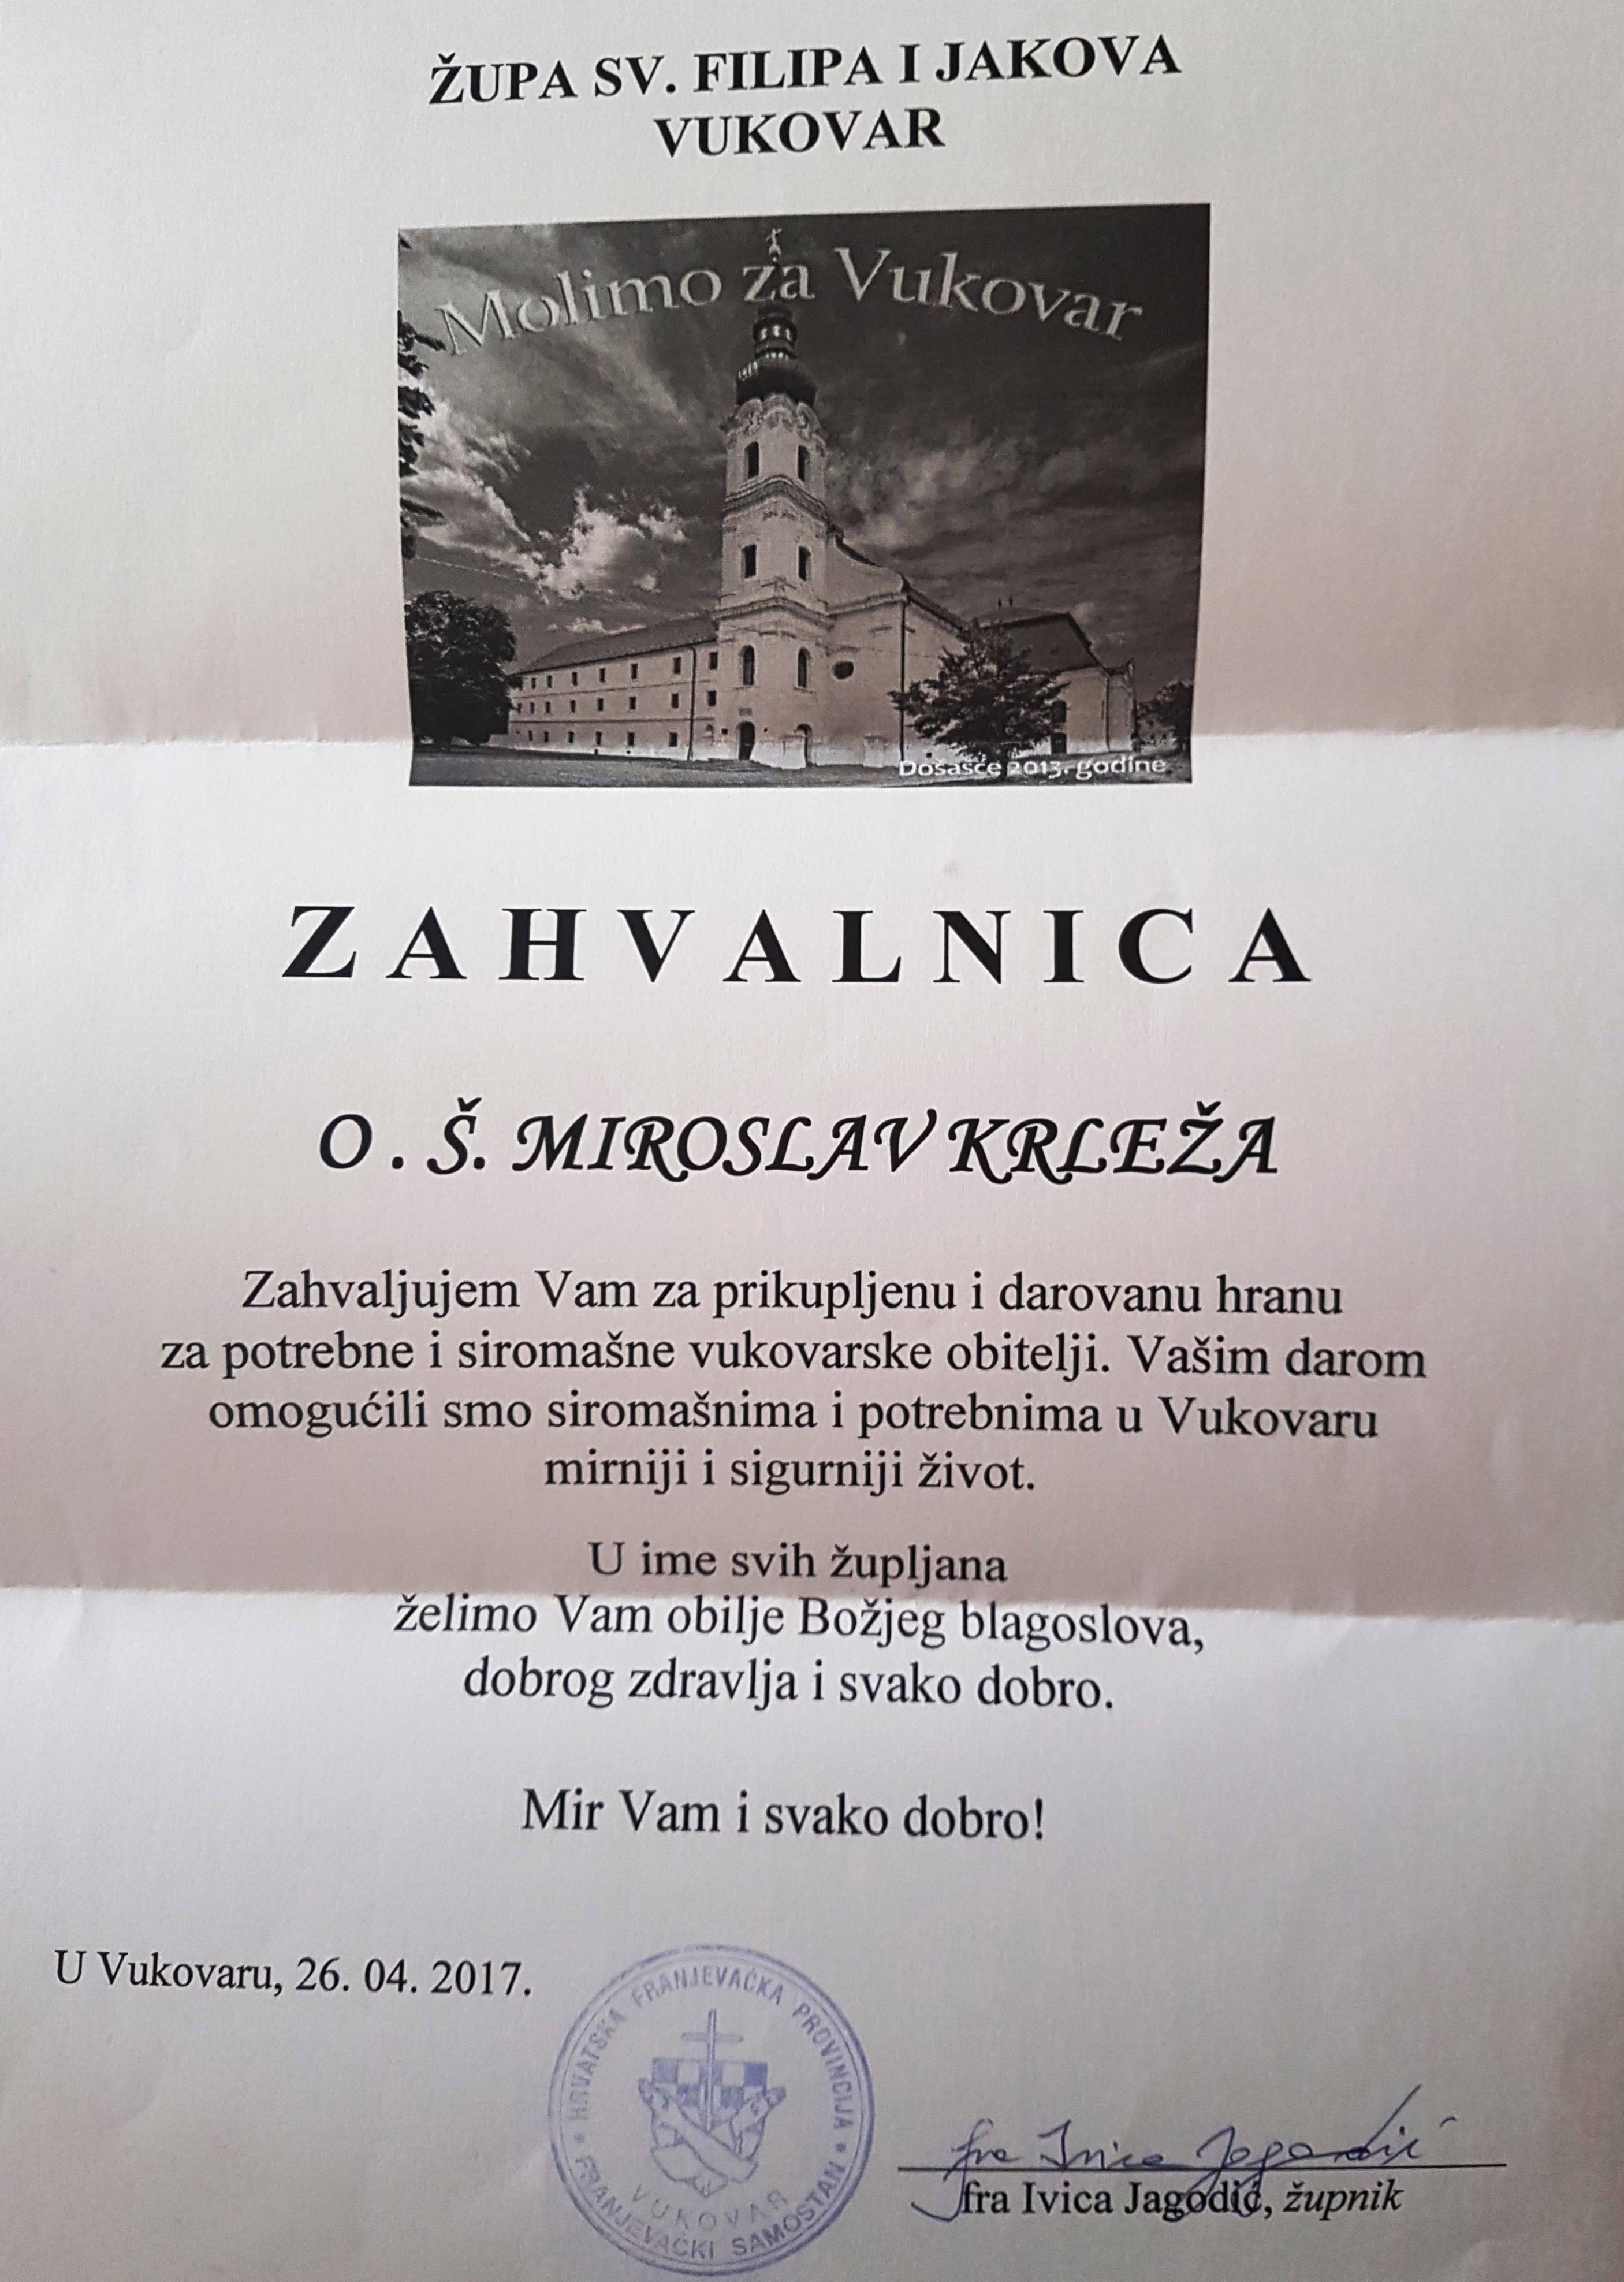 ŽUPA SV. FILIPA I JAKOVA
VUKOVAR
Molimo za Vukovar
Došašće 2013. godine
ZAHVALNICA
O . Š. MIROSLAV KRLEŽA
Zahvaljujem Vam za prikupljenu i darovanu hranu
za potrebne i siromašne vukovarske obitelji. Vašim darom
omogućili smo siromašnima i potrebnima u Vukovaru
mirniji i sigurniji život.
U ime svih župljana
želimo Vam obilje Božjeg blagoslova,
dobrog zdravlja i svako dobro.
Mir Vam i svako dobro!
U Vukovaru, 26. 04. 2017.
* HRVATSKA FRANJEVAČKA PROVINCIJA *
FRANJEVAČKI SAMOSTAN
VUKOVAR
fra Ivica Jagodić
fra Ivica Jagodić, župnik